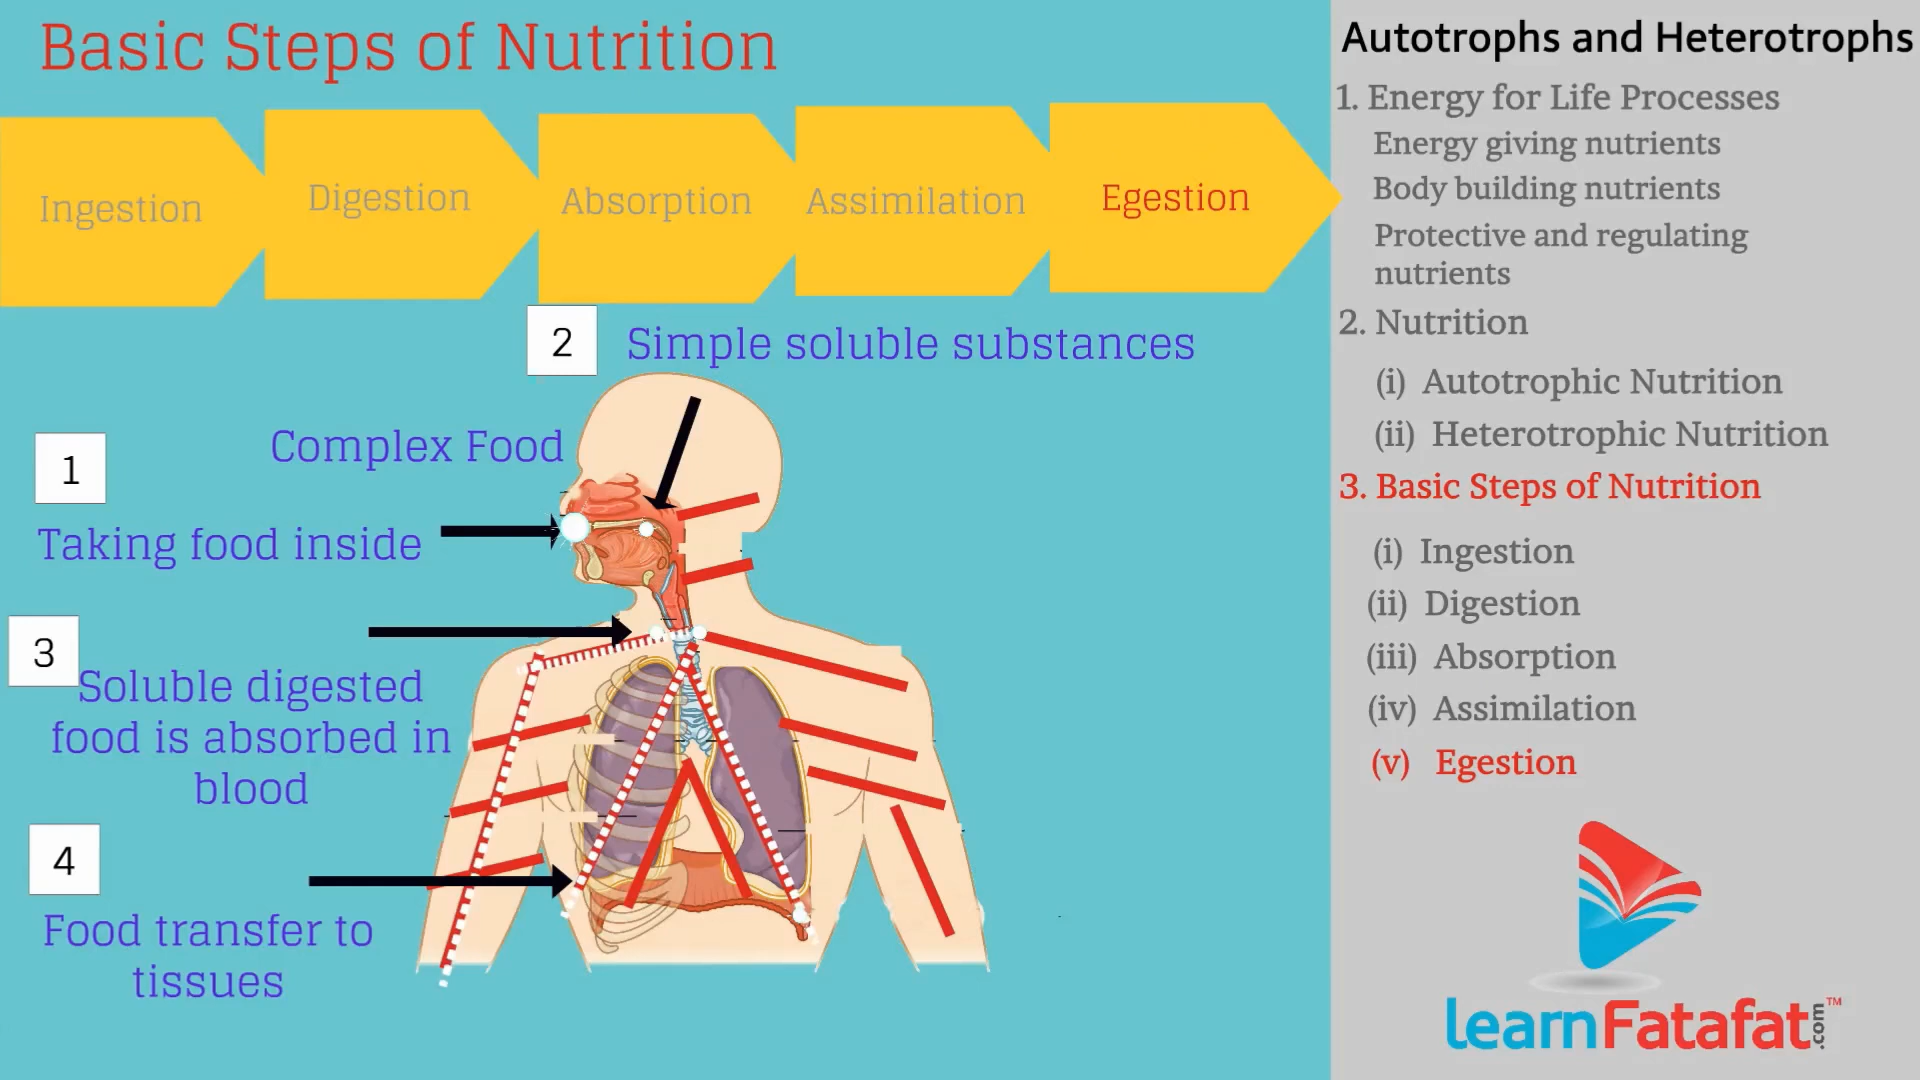 Basic Steps of Nutrition
Ingestion
Digestion
Absorption
Assimilation
Egestion
2
Simple soluble substances
1
Complex Food
Taking food inside
3
Soluble digested
food is absorbed in
blood
4
Food transfer to
tissues
Autotrophs and Heterotrophs
1. Energy for Life Processes
Energy giving nutrients
Body building nutrients
Protective and regulating
nutrients
2. Nutrition
(i) Autotrophic Nutrition
(ii) Heterotrophic Nutrition
3. Basic Steps of Nutrition
(i) Ingestion
(ii) Digestion
(iii) Absorption
(iv) Assimilation
(v) Egestion
learnFatafat.com™